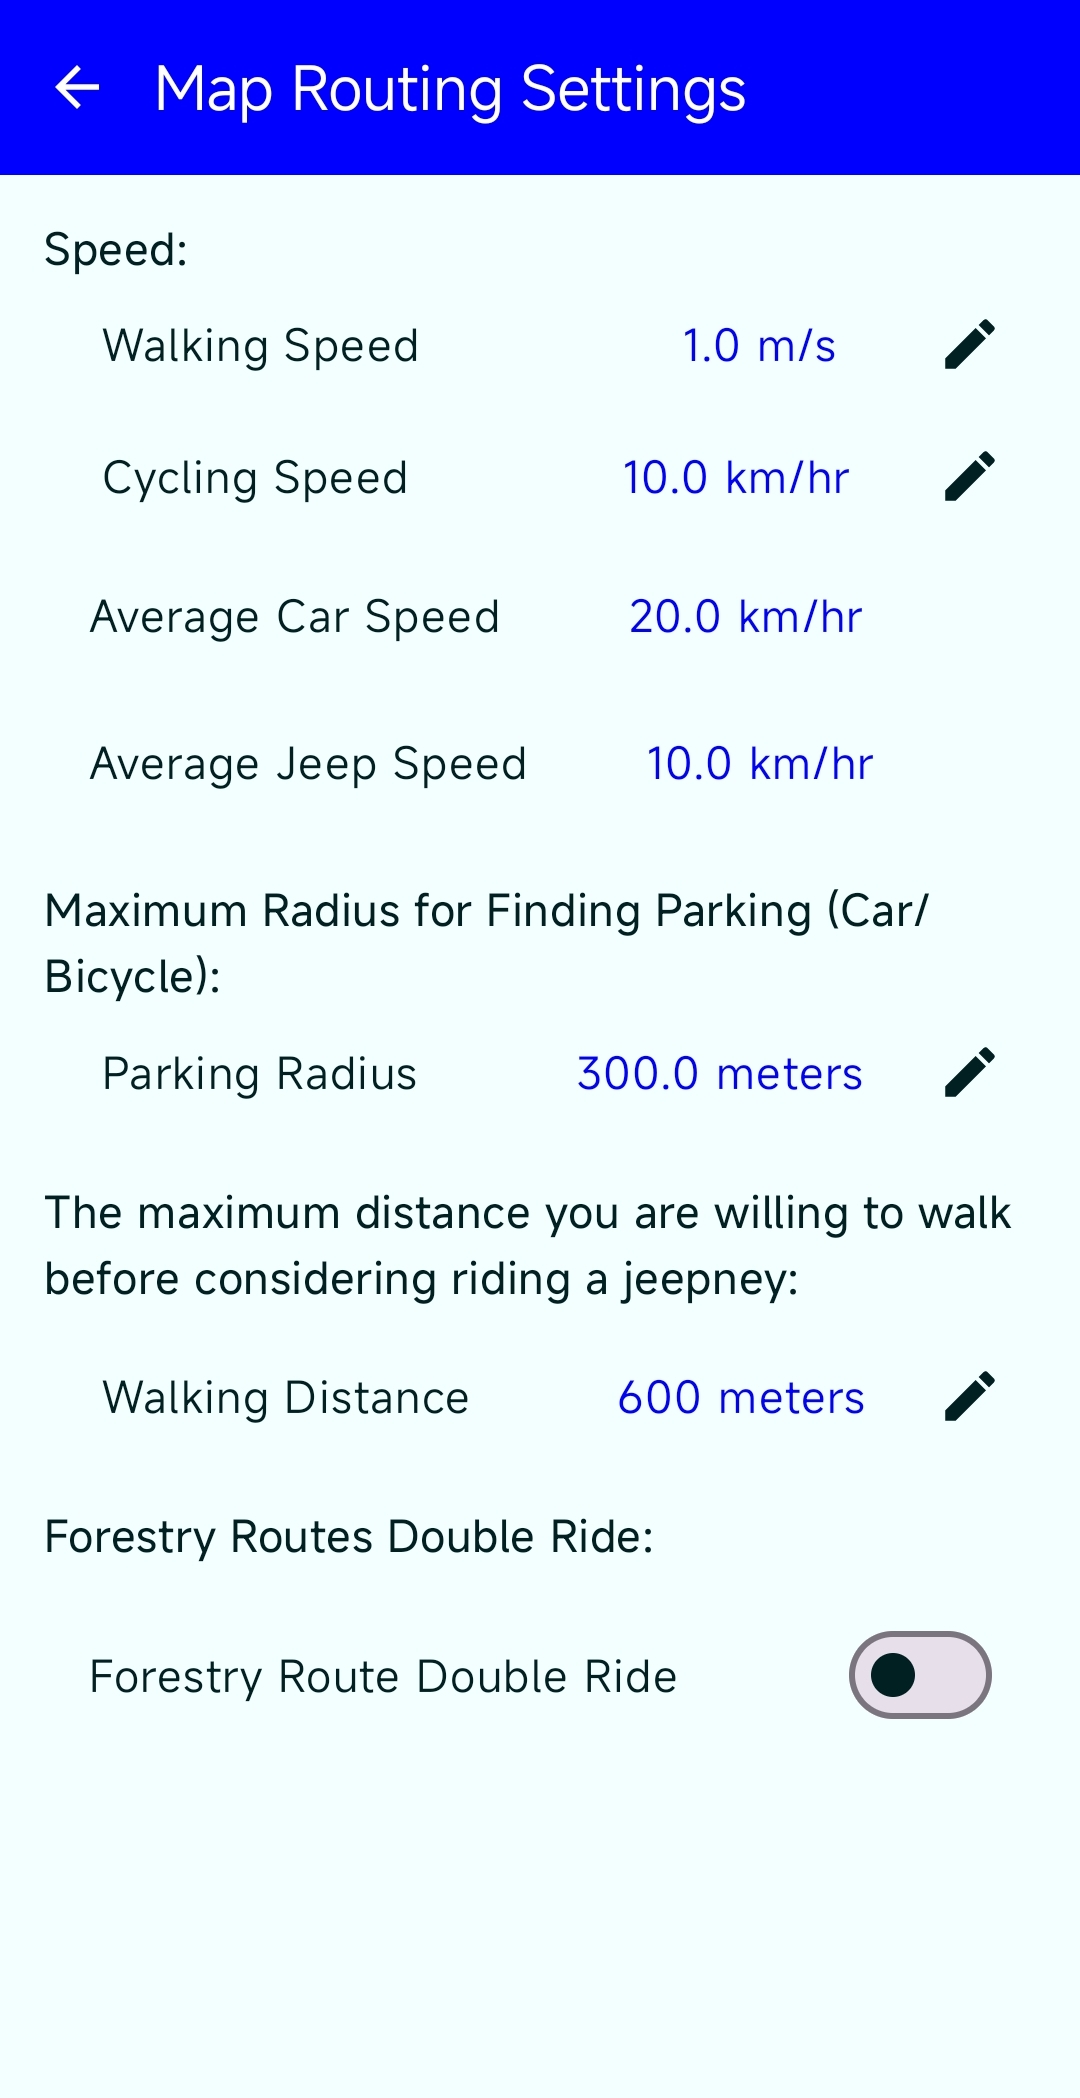 Map Routing Settings
Speed:
Walking Speed 1.0 m/s
Cycling Speed 10.0 km/hr
Average Car Speed 20.0 km/hr
Average Jeep Speed 10.0 km/hr
Maximum Radius for Finding Parking (Car/
Bicycle):
Parking Radius 300.0 meters
The maximum distance you are willing to walk
before considering riding a jeepney:
Walking Distance 600 meters
Forestry Routes Double Ride:
Forestry Route Double Ride